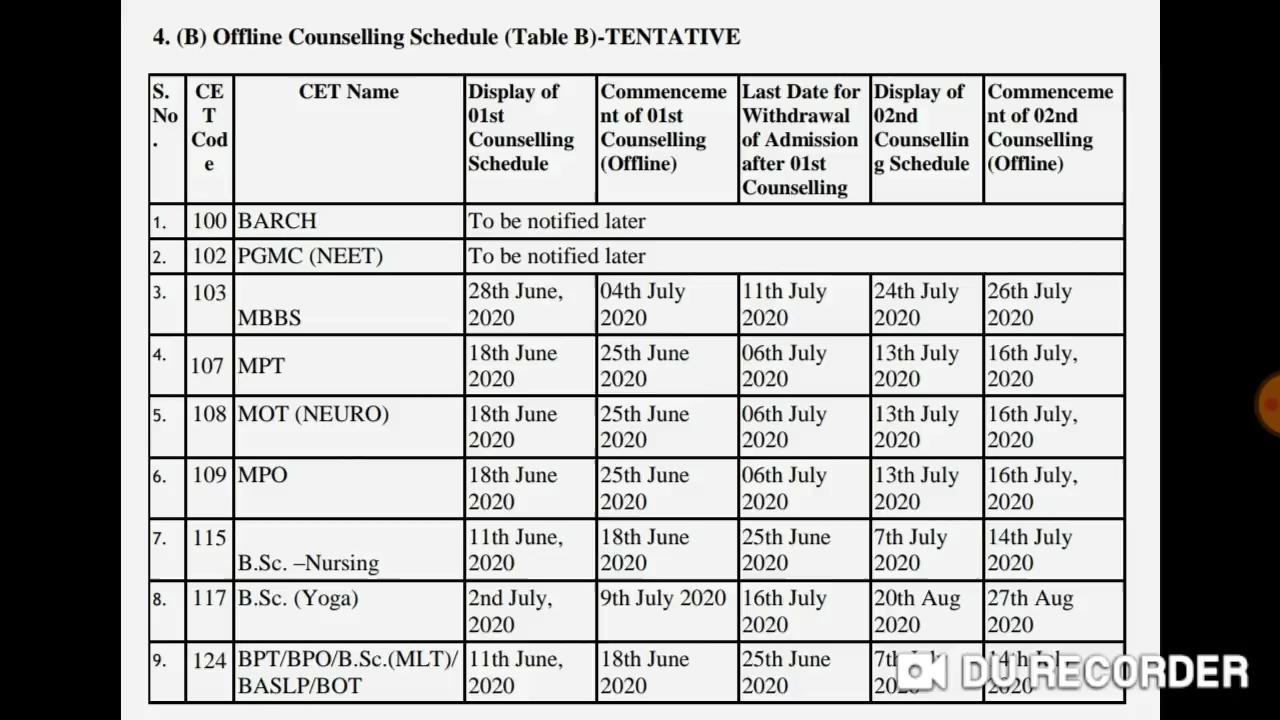 4. (B) Offline Counselling Schedule (Table B)-TENTATIVE
S. No . | CE T Cod e | CET Name | Display of 01st Counselling Schedule | Commenceme nt of 01st Counselling (Offline) | Last Date for Withdrawal of Admission after 01st Counselling | Display of 02nd Counsellin g Schedule | Commenceme nt of 02nd Counselling (Offline)
1. | 100 | BARCH | To be notified later
2. | 102 | PGMC (NEET) | To be notified later
3. | 103 | MBBS | 28th June, 2020 | 04th July 2020 | 11th July 2020 | 24th July 2020 | 26th July 2020
4. | 107 | MPT | 18th June 2020 | 25th June 2020 | 06th July 2020 | 13th July 2020 | 16th July, 2020
5. | 108 | MOT (NEURO) | 18th June 2020 | 25th June 2020 | 06th July 2020 | 13th July 2020 | 16th July, 2020
6. | 109 | MPO | 18th June 2020 | 25th June 2020 | 06th July 2020 | 13th July 2020 | 16th July, 2020
7. | 115 | B.Sc. –Nursing | 11th June, 2020 | 18th June 2020 | 25th June 2020 | 7th July 2020 | 14th July 2020
8. | 117 | B.Sc. (Yoga) | 2nd July, 2020 | 9th July 2020 | 16th July 2020 | 20th Aug 2020 | 27th Aug 2020
9. | 124 | BPT/BPO/B.Sc.(MLT)/ BASLP/BOT | 11th June, 2020 | 18th June 2020 | 25th June 2020 | 7th July | 14th July 2020
DU RECORDER